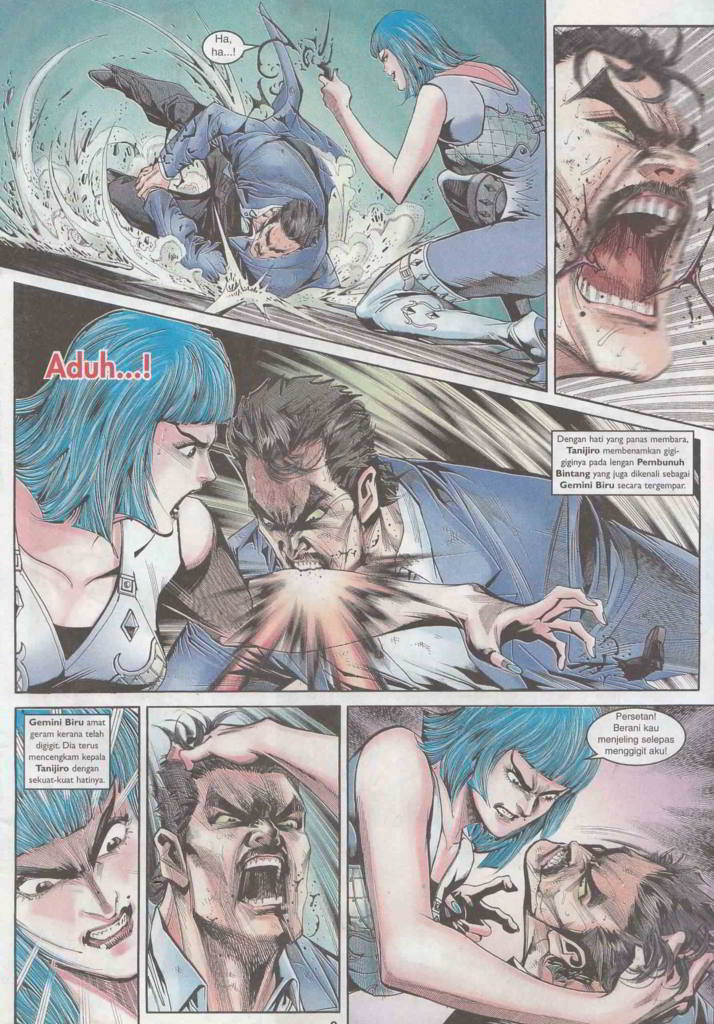 Ha,
ha...!
Aduh...!
Dengan hati yang panas membara,
Tanijiro membenamkan gigi-
giginya pada lengan Pembunuh
Bintang yang juga dikenali sebagai
Gemini Biru secara tergempar.
Gemini Biru amat
geram kerana telah
digigit. Dia terus
mencengkam kepala
Tanijiro dengan
sekuat-kuat hatinya.
Persetan!
Berani kau
menjeling selepas
menggigit aku!